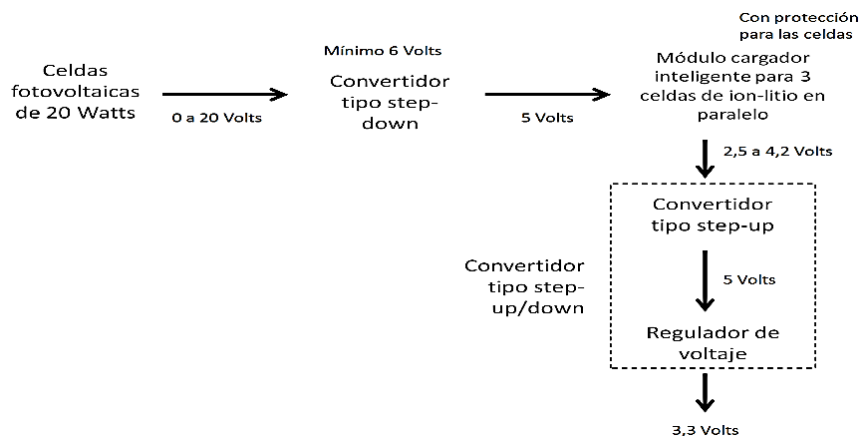 Celdas
fotovoltaicas
de 20 Watts
0 a 20 Volts
Mínimo 6 Volts
Convertidor
tipo step-
down
5 Volts
Con protección
para las celdas
Módulo cargador
inteligente para 3
celdas de ion-litio en
paralelo
2,5 a 4,2 Volts
Convertidor
tipo step-up
Convertidor
tipo step-
up/down
5 Volts
Regulador de
voltaje
3,3 Volts